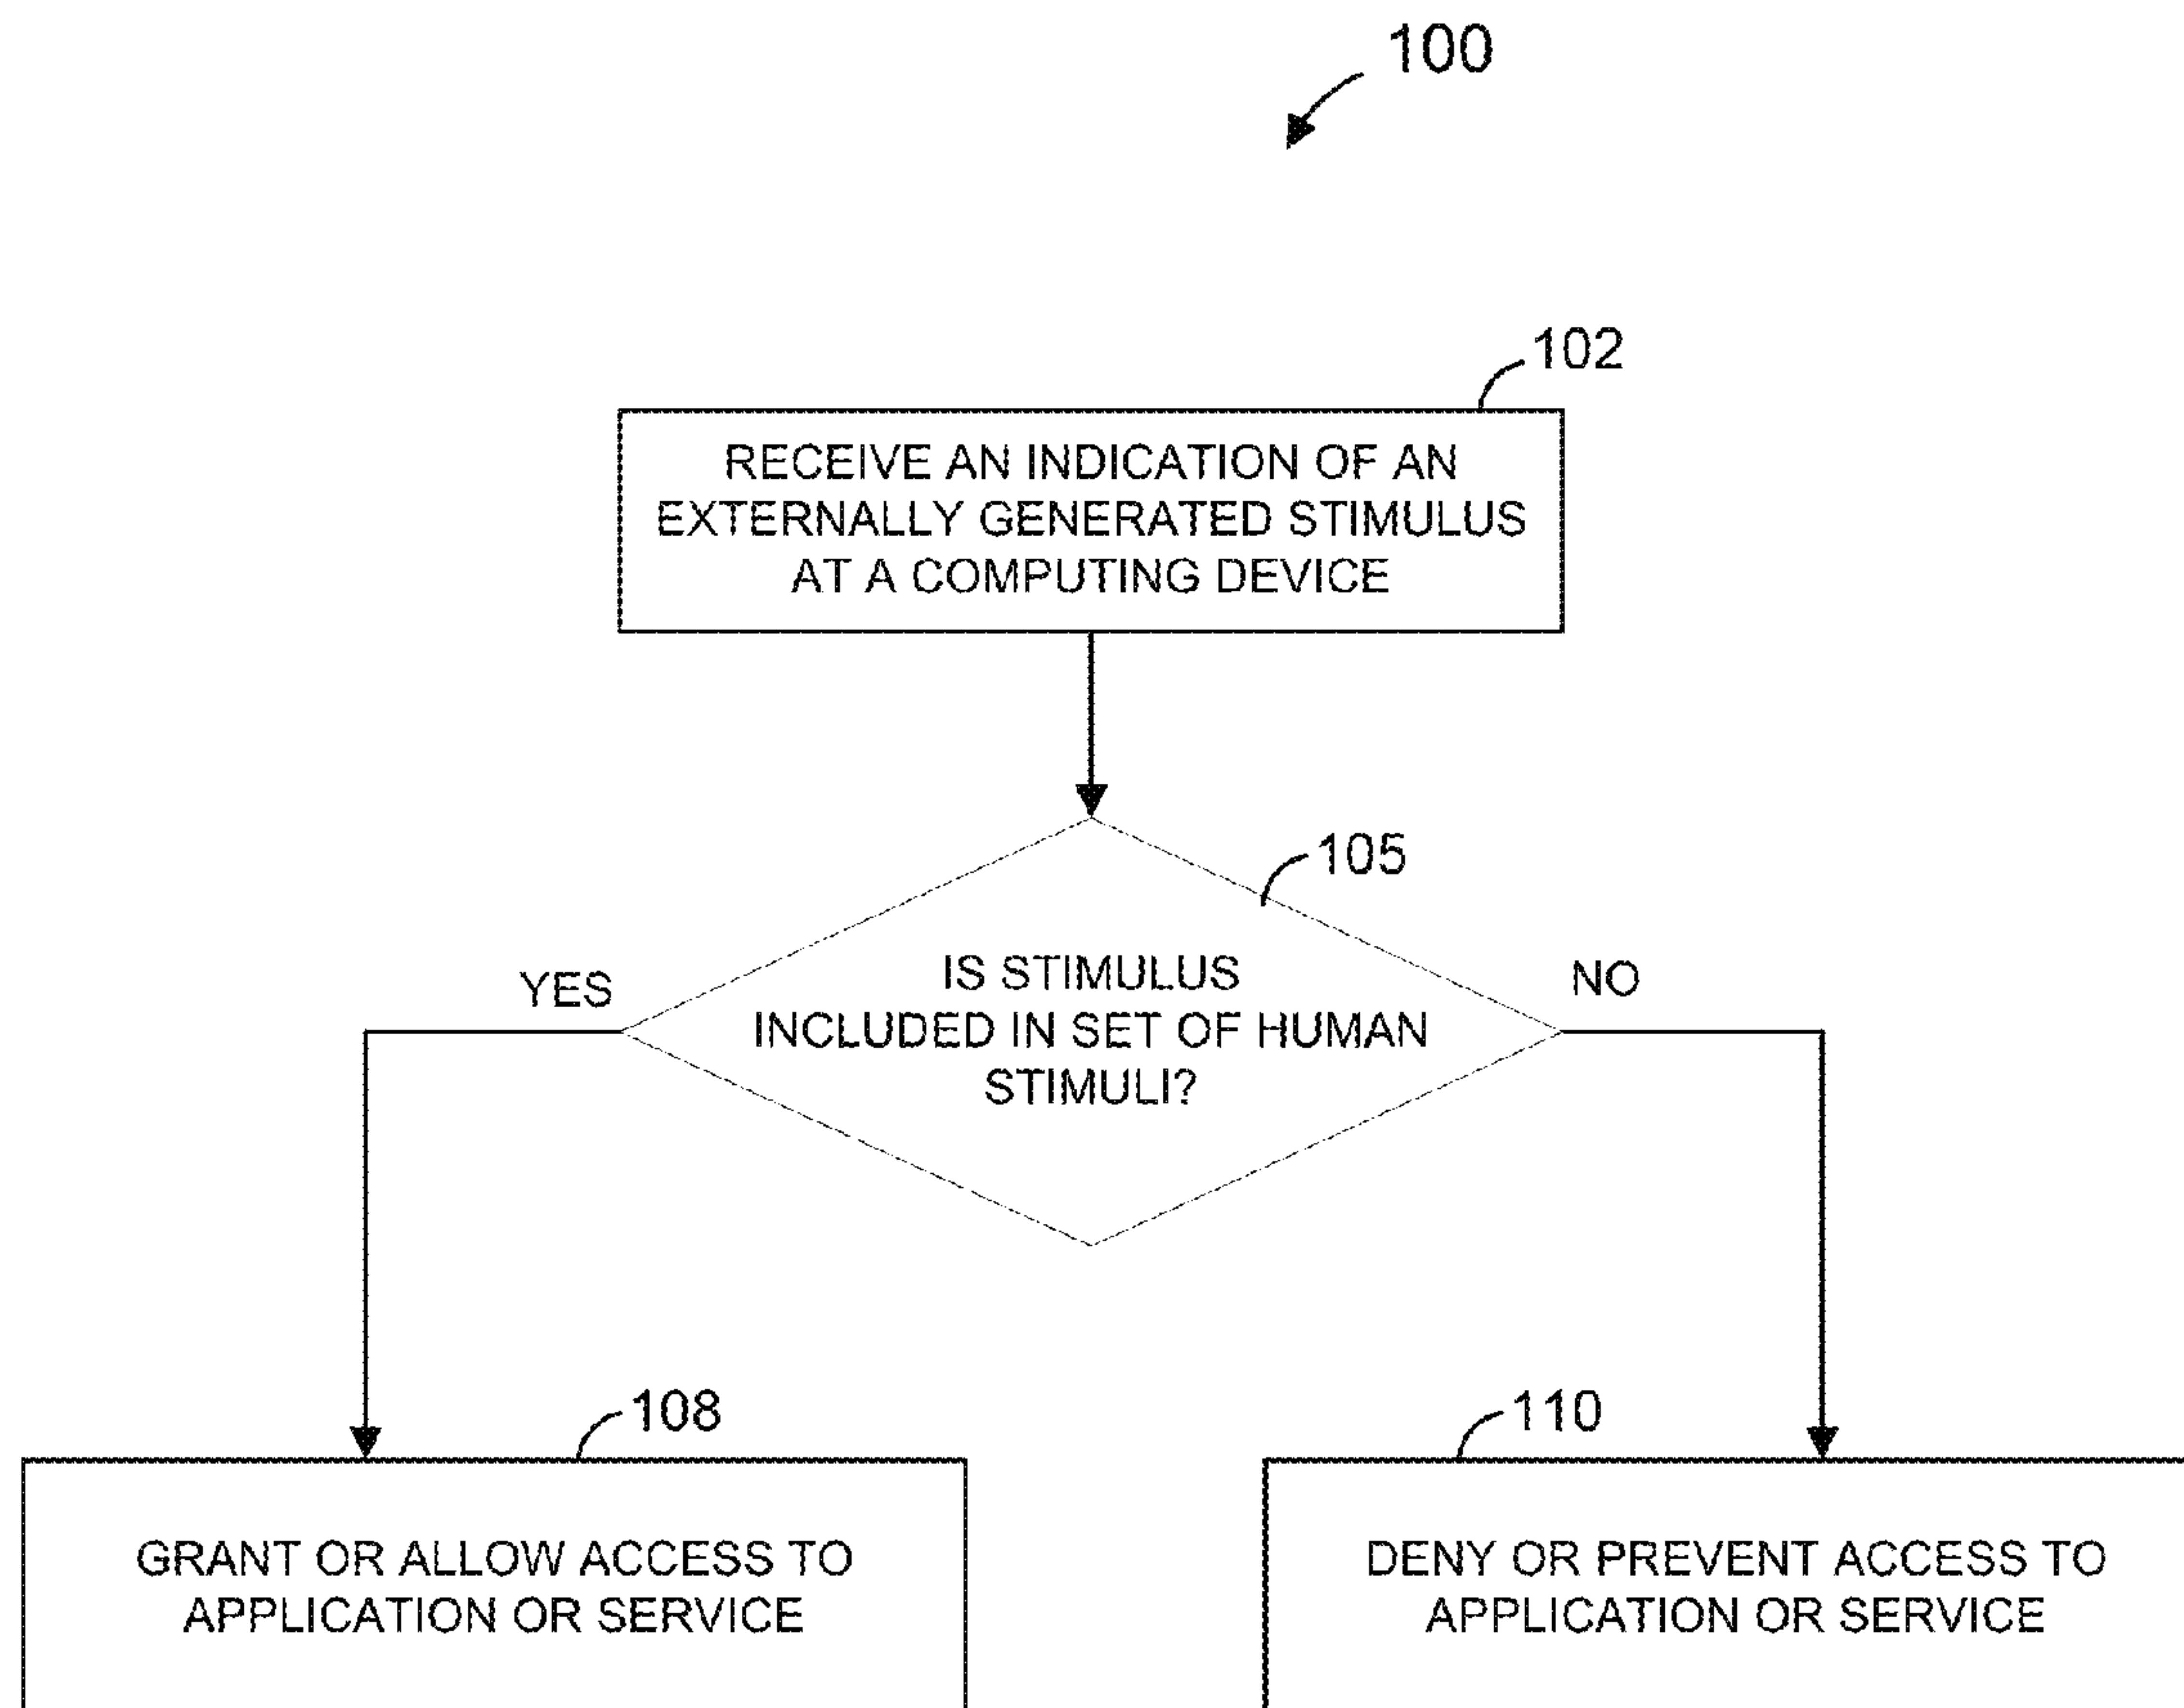 100
102
RECEIVE AN INDICATION OF AN
EXTERNALLY GENERATED STIMULUS
AT A COMPUTING DEVICE
105
IS STIMULUS
INCLUDED IN SET OF HUMAN
STIMULI?
YES
NO
108
GRANT OR ALLOW ACCESS TO
APPLICATION OR SERVICE
110
DENY OR PREVENT ACCESS TO
APPLICATION OR SERVICE